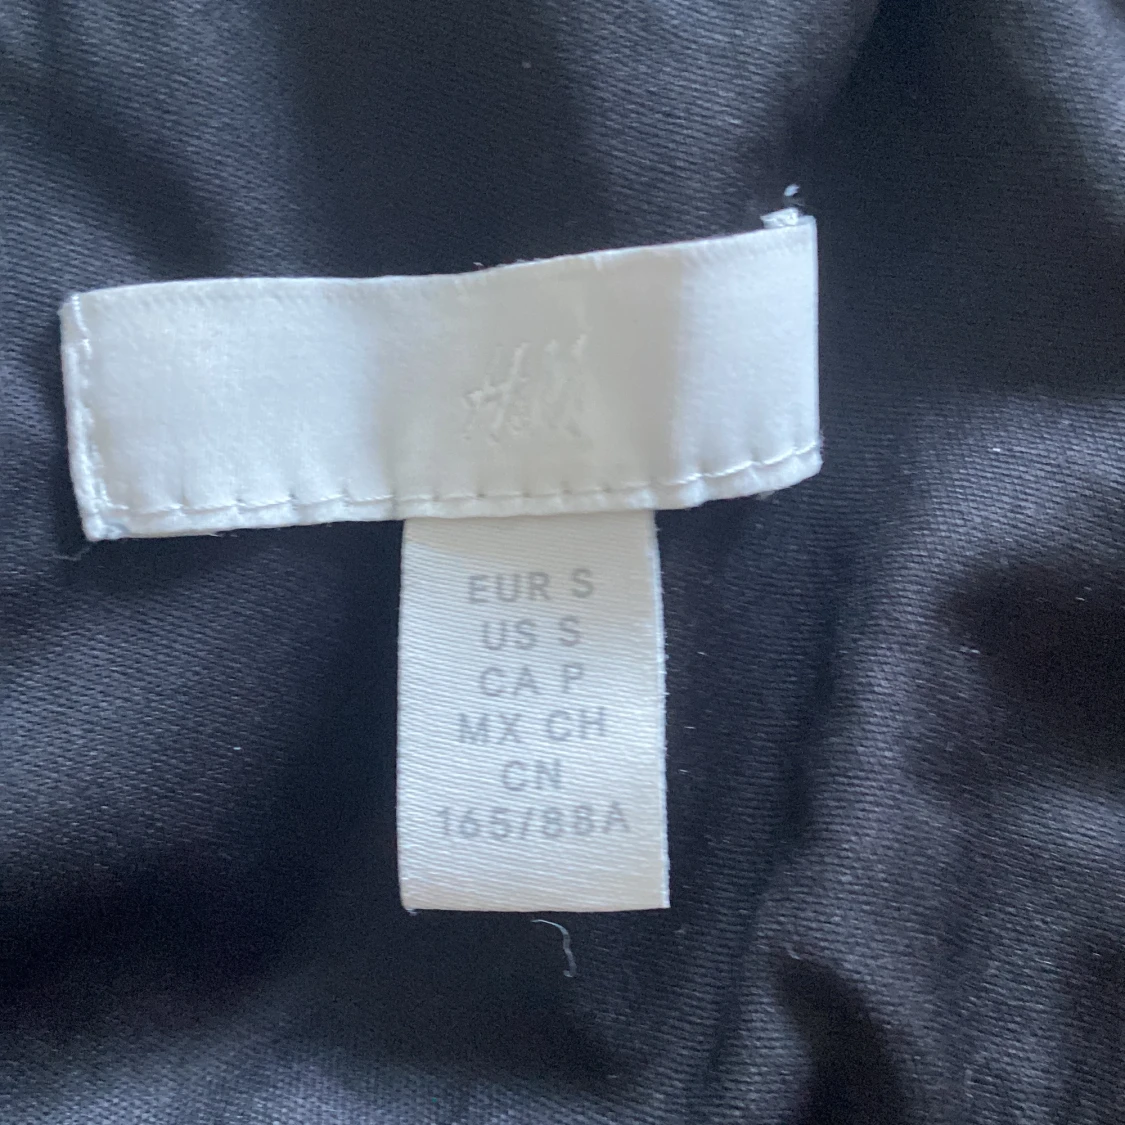 H&M
EUR S
US S
CA P
MX CH
CN
165/88A